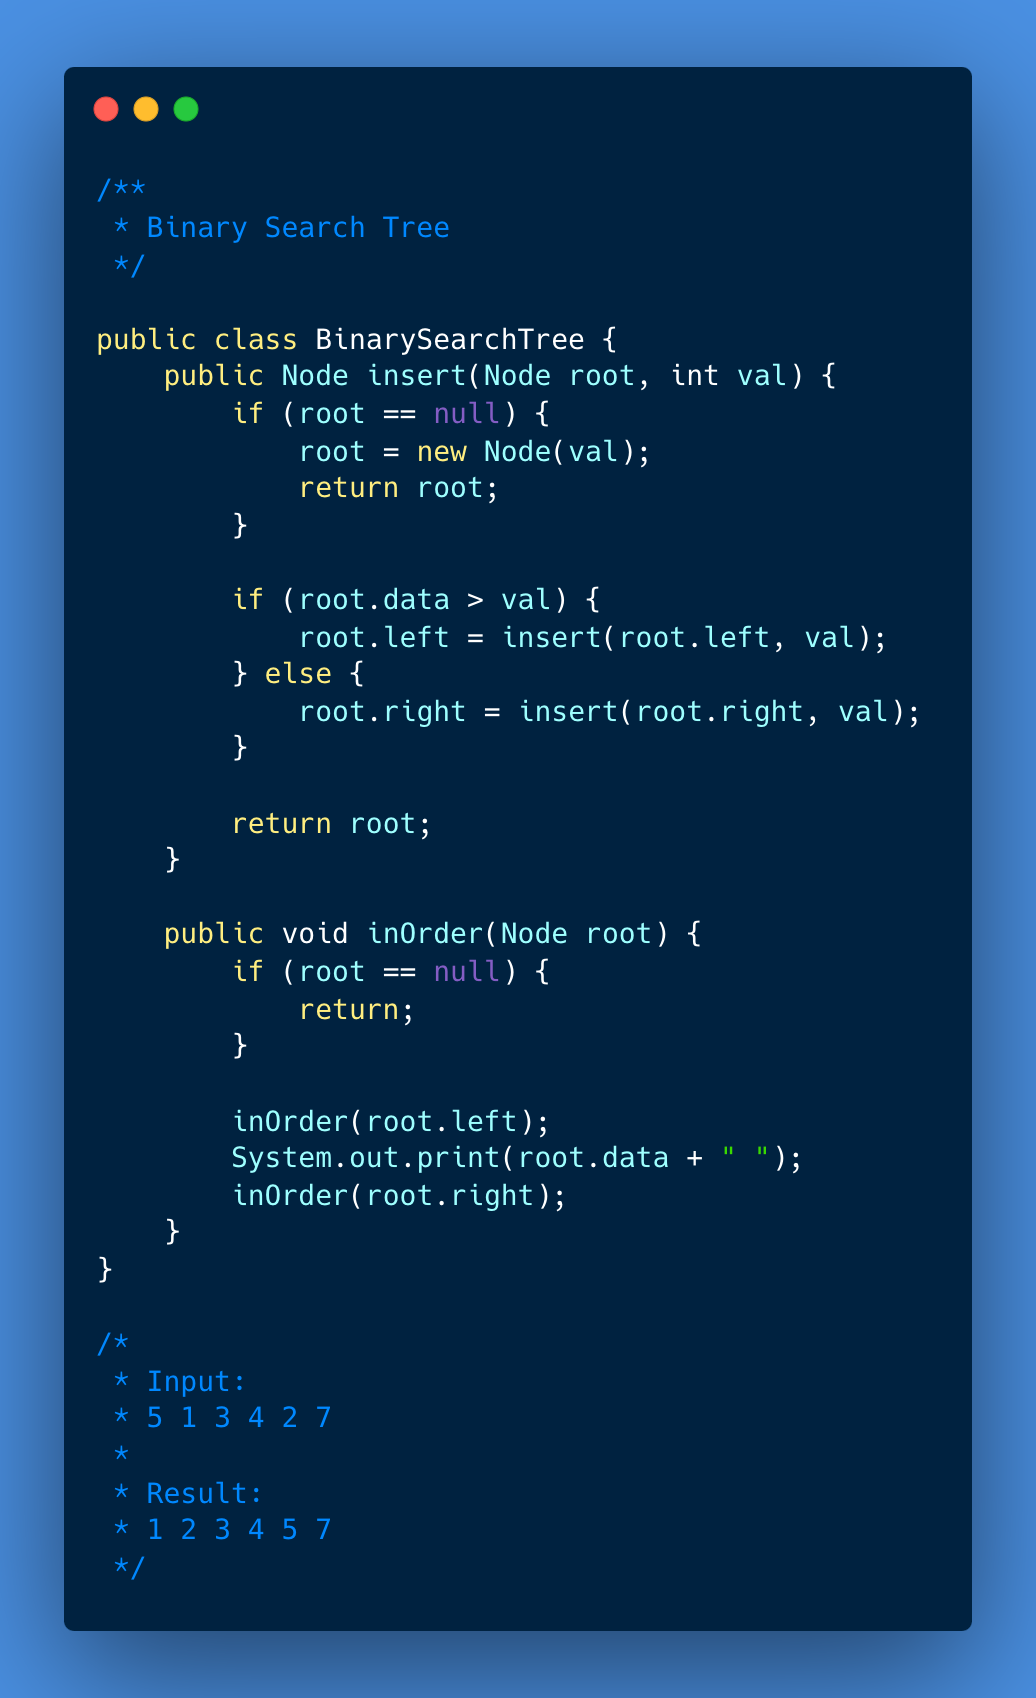 /**
 * Binary Search Tree
 */

public class BinarySearchTree {
    public Node insert(Node root, int val) {
        if (root == null) {
            root = new Node(val);
            return root;
        }

        if (root.data > val) {
            root.left = insert(root.left, val);
        } else {
            root.right = insert(root.right, val);
        }

        return root;
    }

    public void inOrder(Node root) {
        if (root == null) {
            return;
        }

        inOrder(root.left);
        System.out.print(root.data + " ");
        inOrder(root.right);
    }
}

/*
 * Input:
 * 5 1 3 4 2 7
 *
 * Result:
 * 1 2 3 4 5 7
 */